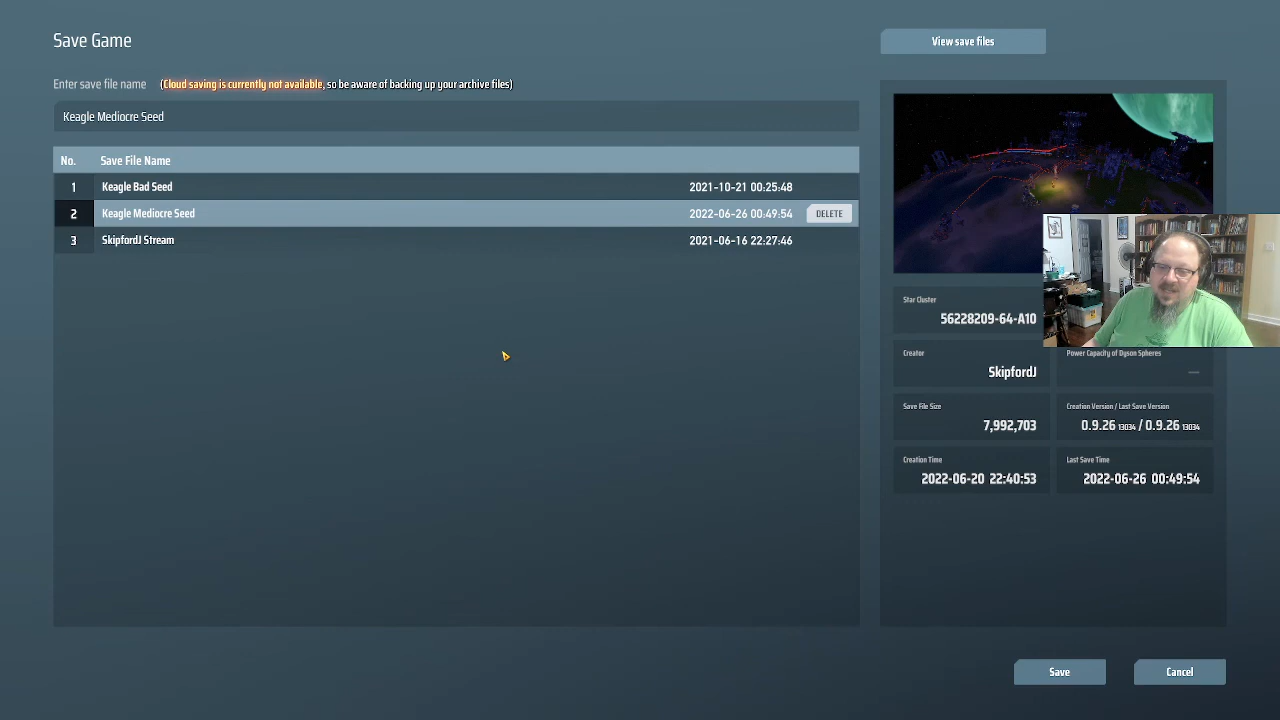 Save Game
View save files
Enter save file name (Cloud saving is currently not available, so be aware of backing up your archive files)
Keagle Mediocre Seed
No. Save File Name
1 Keagle Bad Seed 2021-10-21 00:25:48
2 Keagle Mediocre Seed 2022-06-26 00:49:54 DELETE
3 SkipfordJ Stream 2021-06-16 22:27:46
Star Cluster
56228209-64-A10
Creator
SkipfordJ
Power Capacity of Dyson Spheres
—
Save File Size
7,992,703
Creation Version / Last Save Version
0.9.26 13034 / 0.9.26 13034
Creation Time
2022-06-20 22:40:53
Last Save Time
2022-06-26 00:49:54
Save
Cancel